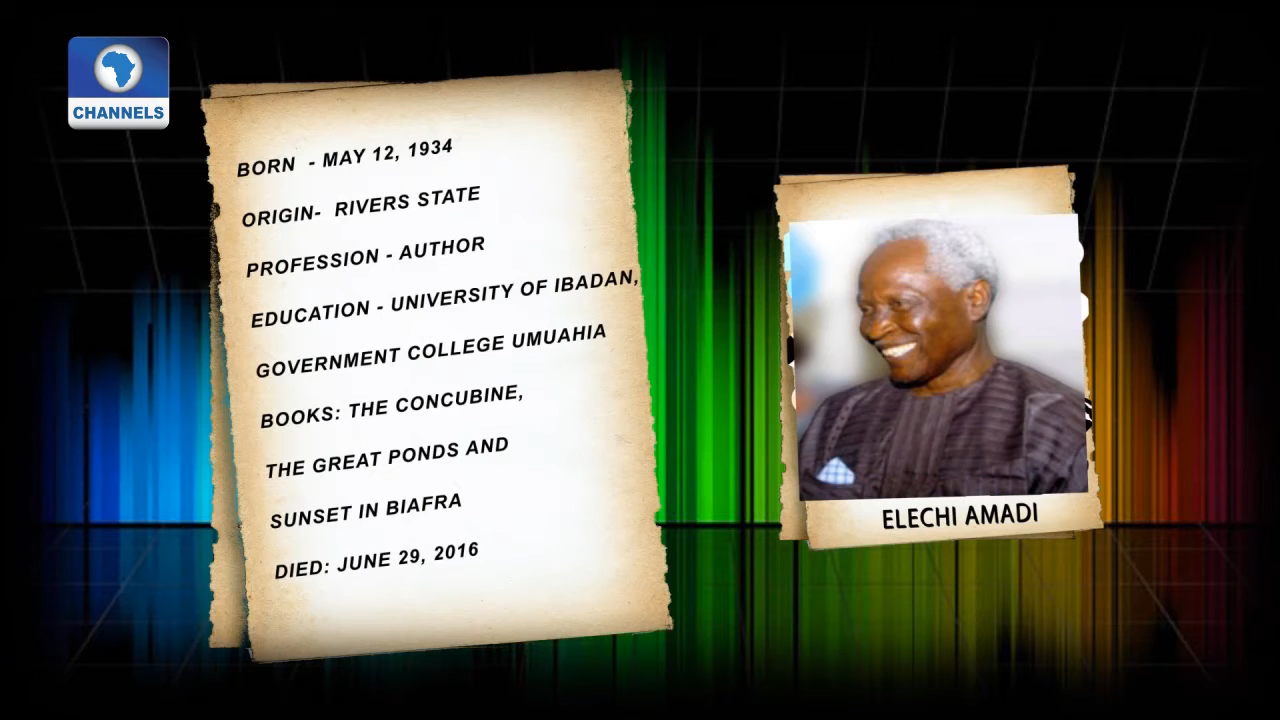 CHANNELS
BORN - MAY 12, 1934
ORIGIN- RIVERS STATE
PROFESSION - AUTHOR
EDUCATION - UNIVERSITY OF IBADAN,
GOVERNMENT COLLEGE UMUAHIA
BOOKS: THE CONCUBINE,
THE GREAT PONDS AND
SUNSET IN BIAFRA
DIED: JUNE 29, 2016
ELECHI AMADI